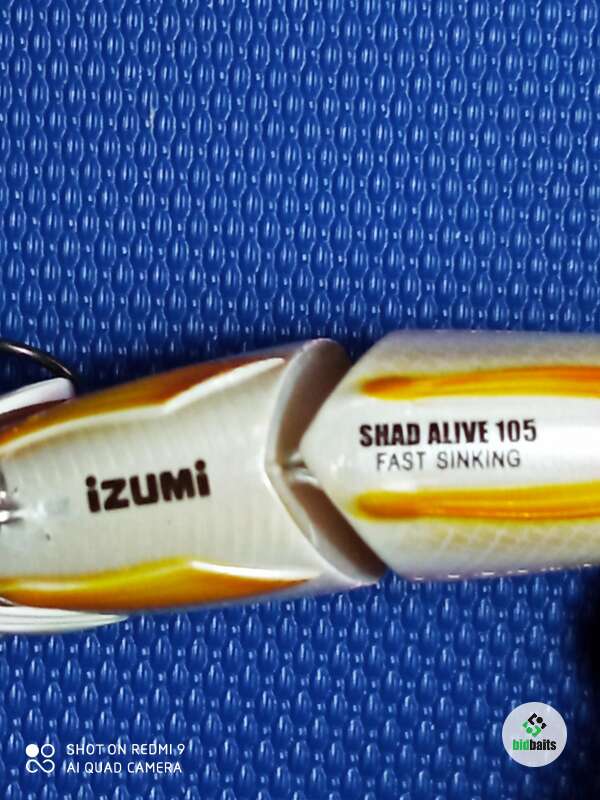 SHAD ALIVE 105
FAST SINKING
iZUMi
bidbaits
SHOT ON REDMI 9
AI QUAD CAMERA